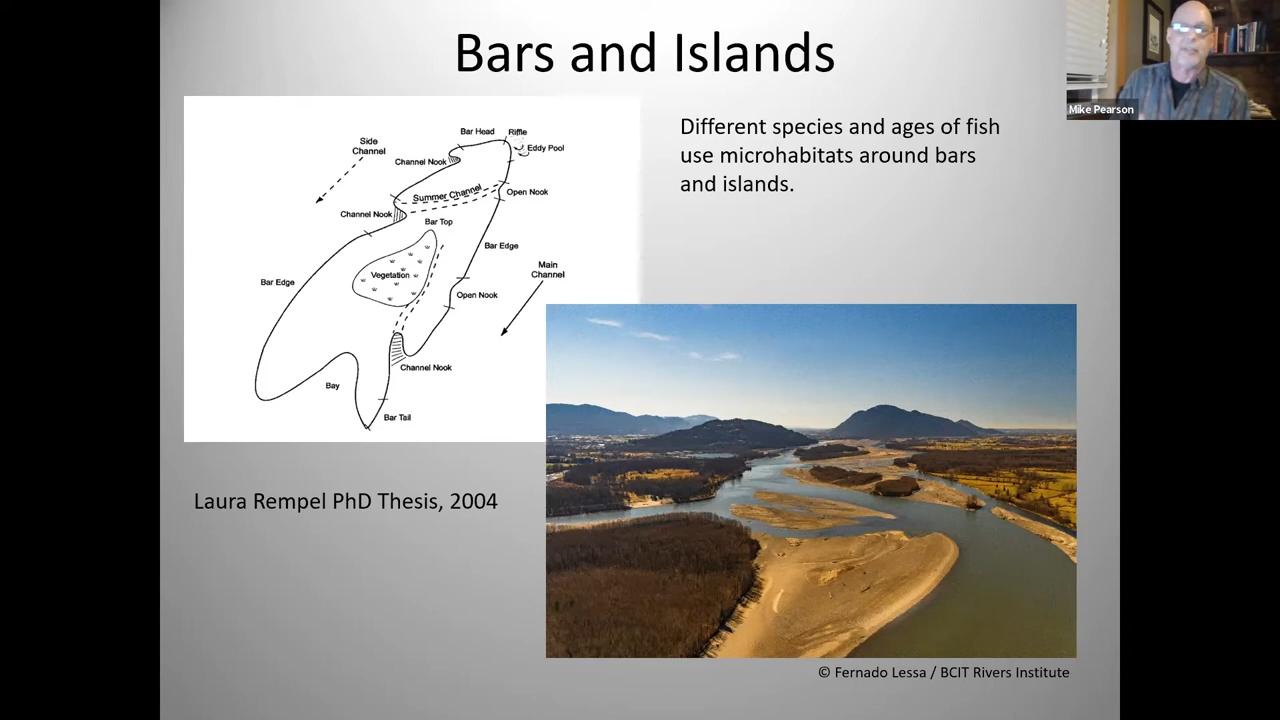 Bars and Islands
Mike Pearson
Different species and ages of fish
use microhabitats around bars
and islands.
Side
Channel
Bar Head
Riffle
Eddy Pool
Channel Nook
Summer Channel
Open Nook
Channel Nook
Bar Top
Bar Edge
Main
Channel
Vegetation
Bar Edge
Open Nook
Channel Nook
Bay
Bar Tail
Laura Rempel PhD Thesis, 2004
© Fernado Lessa / BCIT Rivers Institute